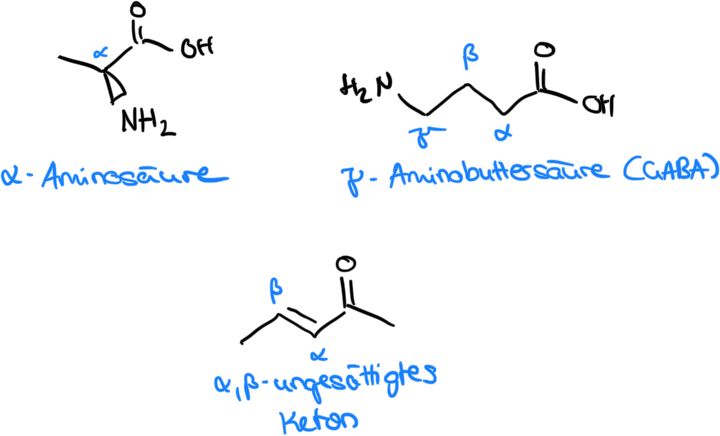 O
α
OH
NH₂
α-Aminosäure
O
β
H₂N
OH
γ
α
γ-Aminobuttersäure (GABA)
O
β
α
α,β-ungesättigtes
Keton